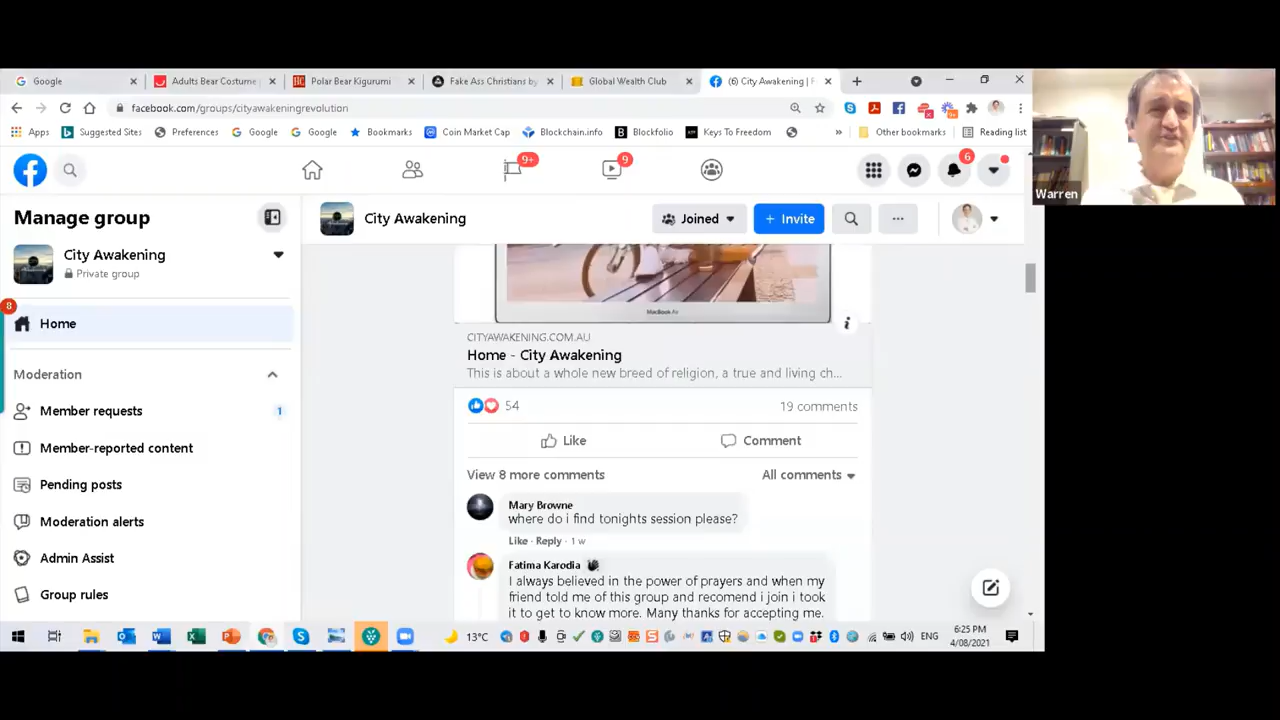 Google
Adults Bear Costume
Polar Bear Kigurumi
Fake Ass Christians by
Global Wealth Club
(6) City Awakening | F
facebook.com/groups/cityawakeningrevolution
Apps
Suggested Sites
Preferences
Google
Google
Bookmarks
Coin Market Cap
Blockchain.info
Blockfolio
Keys To Freedom
»
Other bookmarks
Reading list
Warren
9+
9
6
Manage group
City Awakening
Joined
+ Invite
City Awakening
Private group
8
Home
Moderation
Member requests
1
Member-reported content
Pending posts
Moderation alerts
Admin Assist
Group rules
MacBook Air
CITYAWAKENING.COM.AU
Home - City Awakening
This is about a whole new breed of religion, a true and living ch...
54
19 comments
Like
Comment
View 8 more comments
All comments
Mary Browne
where do i find tonights session please?
Like · Reply · 1 w
Fatima Karodia
I always believed in the power of prayers and when my
friend told me of this group and recomend i join i took
it to get to know more. Many thanks for accepting me.
13°C
ENG
6:25 PM
4/08/2021